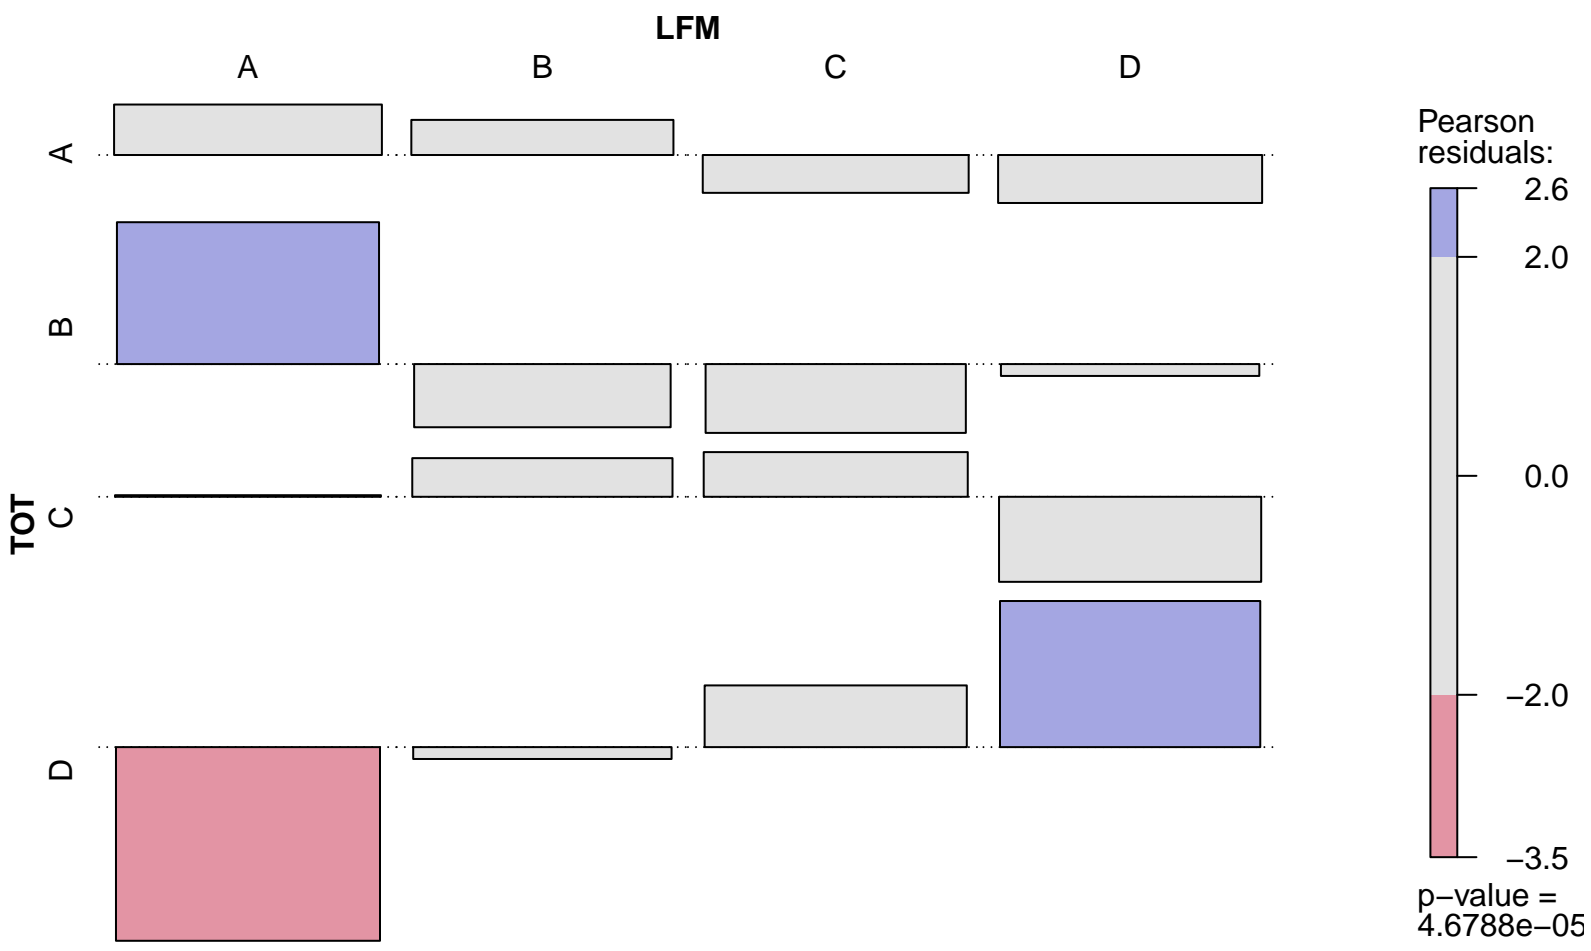 LFM
A B C D
Pearson
residuals:
A
2.6
2.0
B
0.0
TOT
C
−2.0
D
−3.5
p−value =
4.6788e−05